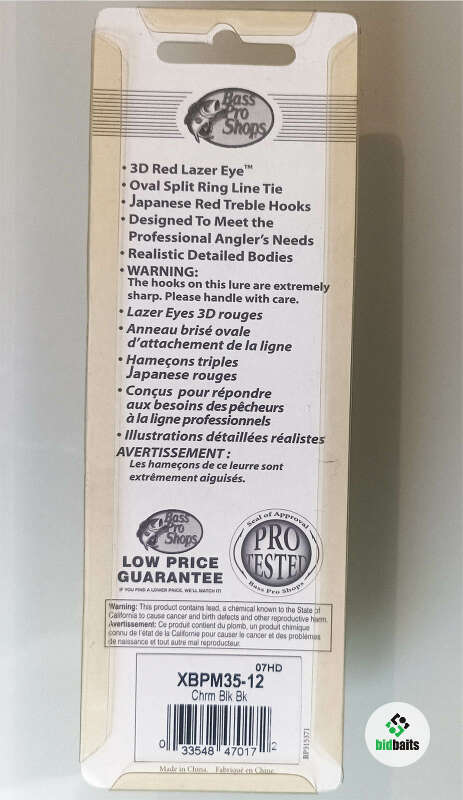 Bass
Pro
Shops
• 3D Red Lazer Eye™
• Oval Split Ring Line Tie
• Japanese Red Treble Hooks
• Designed To Meet the
Professional Angler's Needs
• Realistic Detailed Bodies
• WARNING:
The hooks on this lure are extremely
sharp. Please handle with care.
• Lazer Eyes 3D rouges
• Anneau brisé ovale
d'attachement de la ligne
• Hameçons triples
Japanese rouges
• Conçus pour répondre
aux besoins des pêcheurs
à la ligne professionnels
• Illustrations détaillées réalistes
AVERTISSEMENT :
Les hameçons de ce leurre sont
extrêmement aiguisés.
Bass
Pro
Shops
LOW PRICE
GUARANTEE
IF YOU FIND A LOWER PRICE, WE'LL MATCH IT!
Seal of Approval
PRO
TESTED
Bass Pro Shops
Warning: This product contains lead, a chemical known to the State of
California to cause cancer and birth defects and other reproductive harm.
Avertissement: Ce produit contient du plomb, un produit chimique
connu de l'état de la Californie pour causer le cancer et des problèmes
de naissance et tout autre mal reproducteur.
07HD
XBPM35-12
Chrm Blk Bk
0 33548 47017 2
BP315371
Made in China. Fabriqué en Chine.
bidbaits